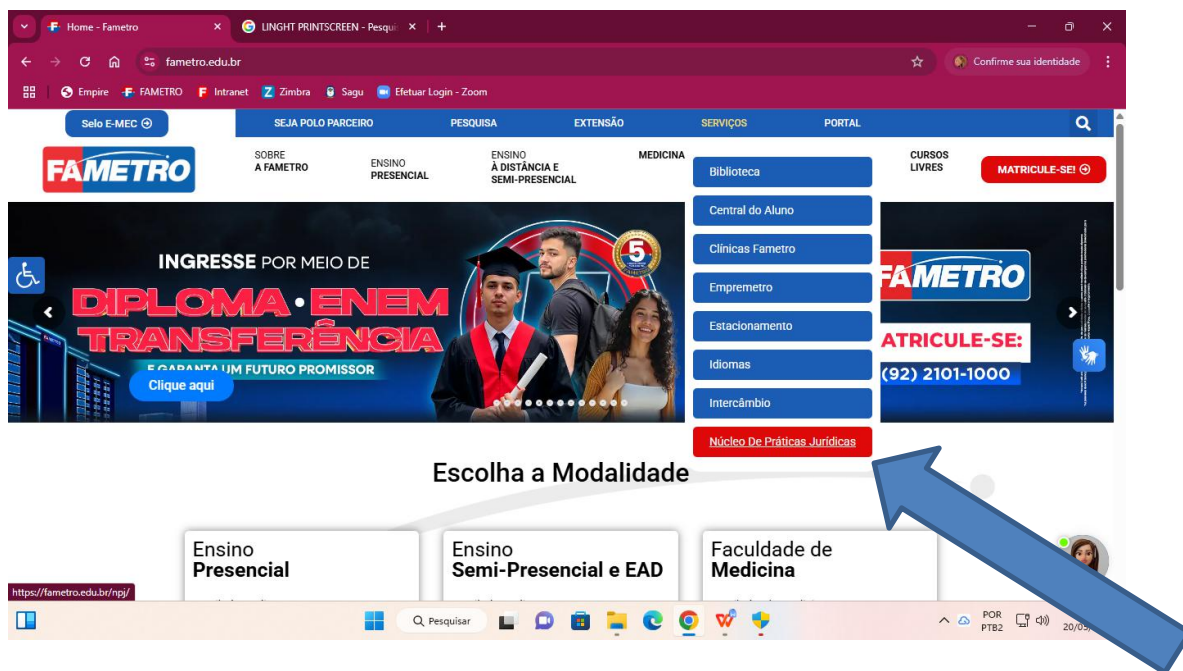 Home - Fametro
LINGHT PRINTSCREEN - Pesqui
fametro.edu.br
Confirme sua identidade
Empire
FAMETRO
Intranet
Zimbra
Sagu
Efetuar Login - Zoom
Selo E-MEC
SEJA POLO PARCEIRO
PESQUISA
EXTENSÃO
SERVIÇOS
PORTAL
FAMETRO
SOBRE
A FAMETRO
ENSINO
PRESENCIAL
ENSINO
À DISTÂNCIA E
SEMI-PRESENCIAL
MEDICINA
CURSOS
LIVRES
MATRICULE-SE!
Biblioteca
Central do Aluno
Clínicas Fametro
Empremetro
Estacionamento
Idiomas
Intercâmbio
Núcleo De Práticas Jurídicas
INGRESSE POR MEIO DE
DIPLOMA • ENEM
TRANSFERÊNCIA
E GARANTA UM FUTURO PROMISSOR
Clique aqui
5
FAMETRO
ATRICULE-SE:
(92) 2101-1000
Escolha a Modalidade
Ensino
Presencial
Ensino
Semi-Presencial e EAD
Faculdade de
Medicina
https://fametro.edu.br/npj/
Pesquisar
POR
PTB2
20/05/